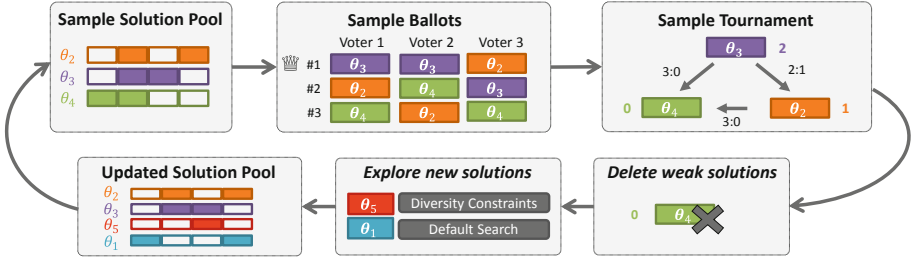 Sample Solution Pool
θ2
θ3
θ4
Sample Ballots
Voter 1 Voter 2 Voter 3
#1 θ3 θ3 θ2
#2 θ2 θ4 θ3
#3 θ4 θ2 θ4
Sample Tournament
θ3 2
3:0 2:1
0 θ4 θ2 1
3:0
Updated Solution Pool
θ2
θ3
θ5
θ1
Explore new solutions
θ5 Diversity Constraints
θ1 Default Search
Delete weak solutions
0 θ4